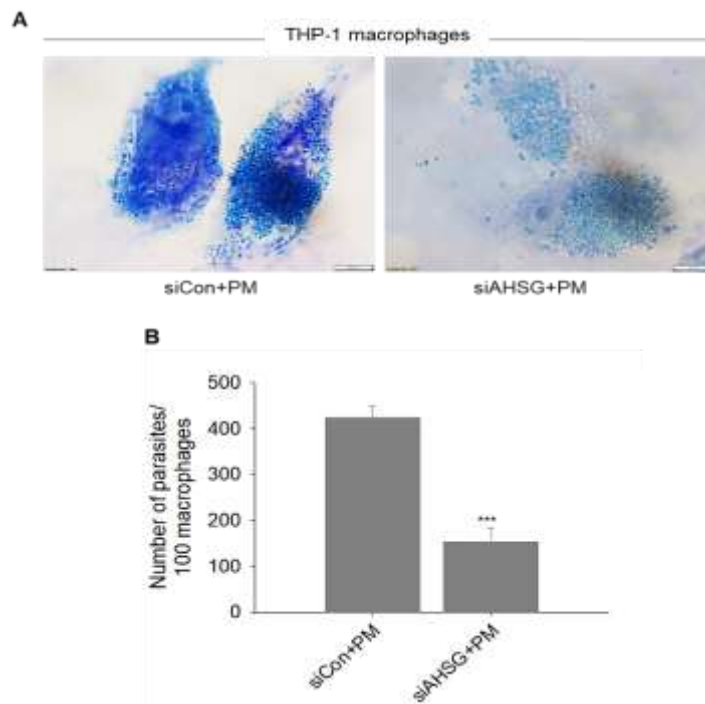 A
THP-1 macrophages
siCon+PM
siAHSG+PM
B
Number of parasites/
100 macrophages
500
400
300
200
100
0
***
siCon+PM
siAHSG+PM